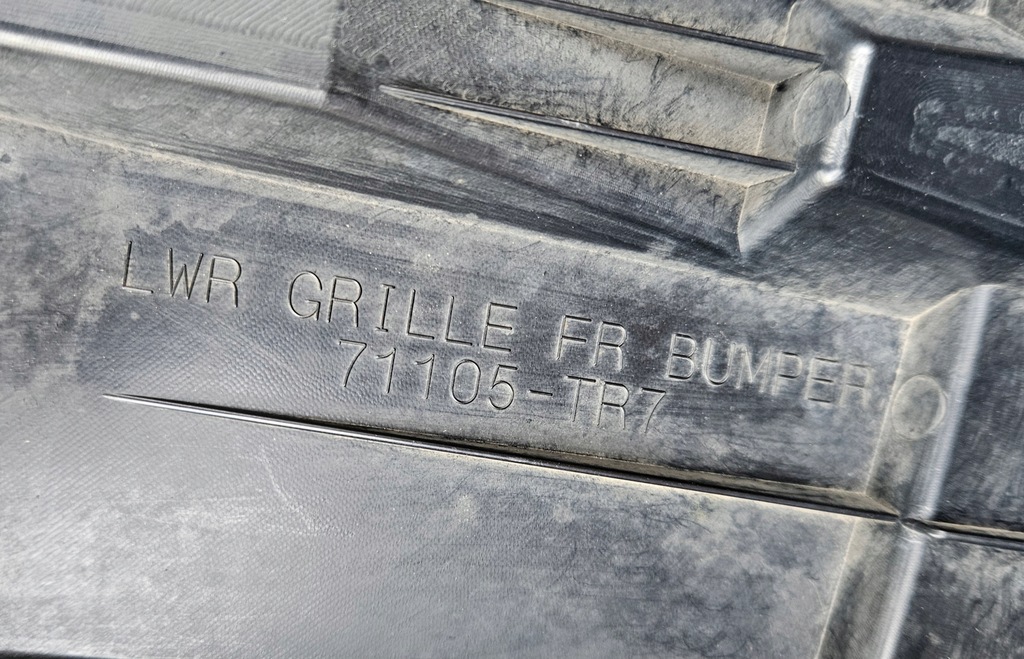 LWR GRILLE FR BUMPER
71105-TR7